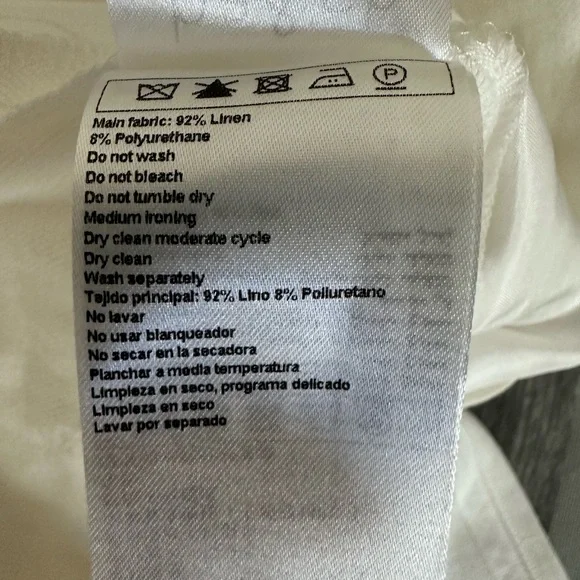 P
Main fabric: 92% Linen
8% Polyurethane
Do not wash
Do not bleach
Do not tumble dry
Medium ironing
Dry clean moderate cycle
Dry clean
Wash separately
Tejido principal: 92% Lino 8% Poliuretano
No lavar
No usar blanqueador
No secar en la secadora
Planchar a media temperatura
Limpieza en seco, programa delicado
Limpieza en seco
Lavar por separado